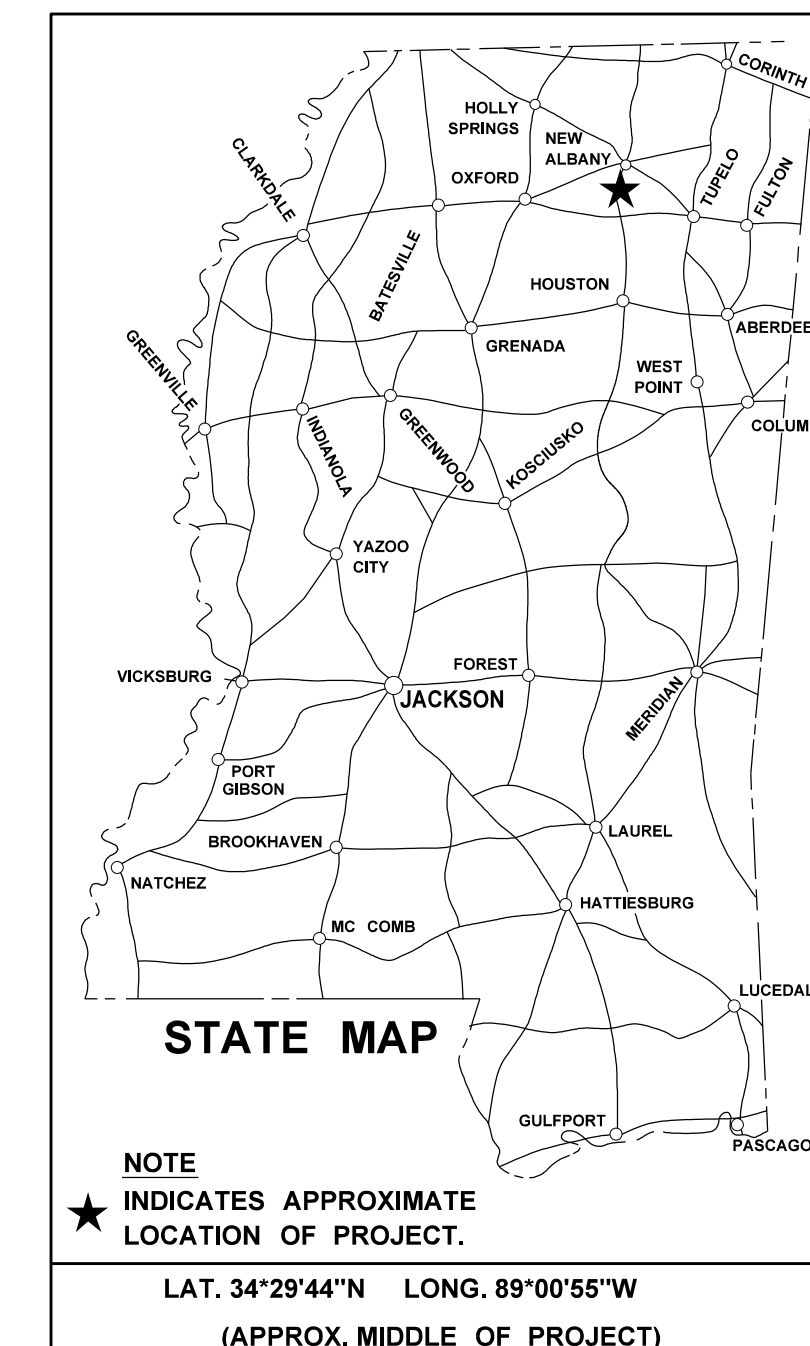 CORINTH
HOLLY
SPRINGS
NEW
ALBANY
CLARKDALE
OXFORD
TUPELO
FULTON
BATESVILLE
HOUSTON
ABERDEE
GREENVILLE
GRENADA
WEST
POINT
COLUM
INDIANOLA
GREENWOOD
KOSCIUSKO
YAZOO
CITY
VICKSBURG
FOREST
JACKSON
MERIDIAN
PORT
GIBSON
BROOKHAVEN
LAUREL
NATCHEZ
HATTIESBURG
MC COMB
LUCEDAL
STATE MAP
GULFPORT
PASCAGO
NOTE
INDICATES APPROXIMATE
LOCATION OF PROJECT.
LAT. 34*29'44"N LONG. 89*00'55"W
(APPROX. MIDDLE OF PROJECT)